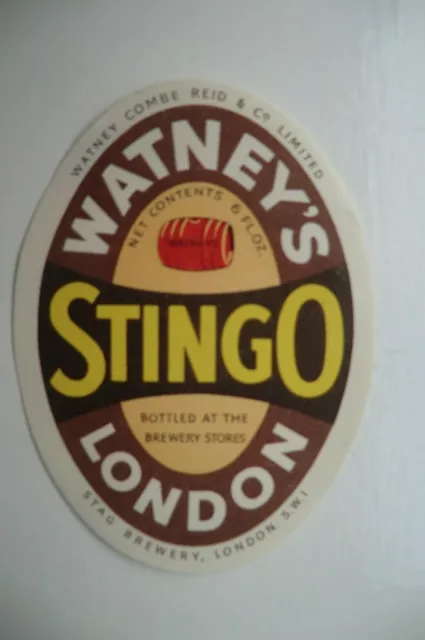 WATNEY COMBE REID & Co. LIMITED
WATNEY'S
NET CONTENTS 6 FL.OZ.
WATNEYS
STINGO
BOTTLED AT THE
BREWERY STORES
LONDON
STAG BREWERY, LONDON S.W.1